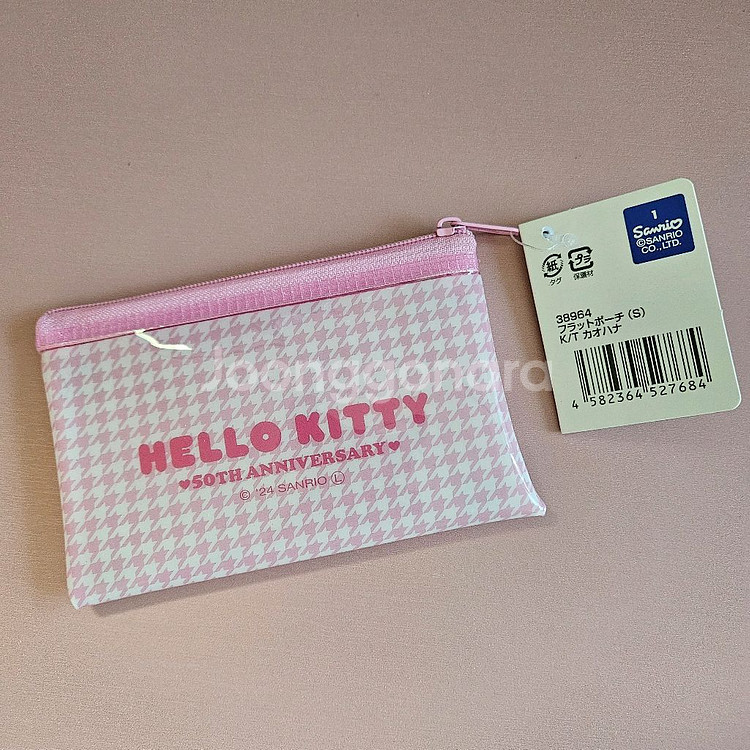 HELLO KITTY
♥50TH ANNIVERSARY♥
© '24 SANRIO Ⓛ
1
Sanrio
©SANRIO
CO.,LTD.
紙
タグ
プラ
保護材
38964
フラットポーチ (S)
K/T カオハナ
4 582364 527684
Joonggonara